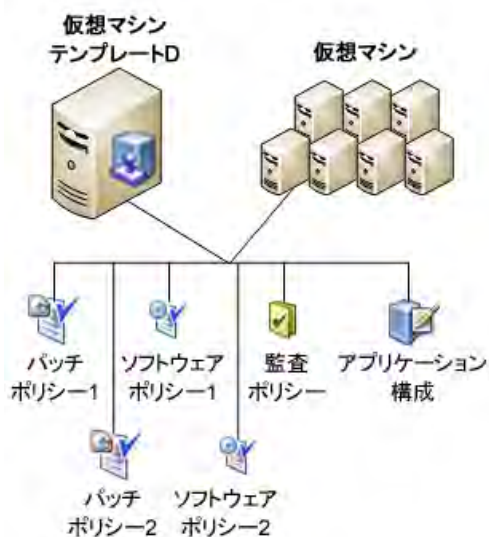 仮想マシン
テンプレートD
仮想マシン
パッチ
ポリシー1
ソフトウェア
ポリシー1
監査
ポリシー
アプリケーション
構成
パッチ
ポリシー2
ソフトウェア
ポリシー2